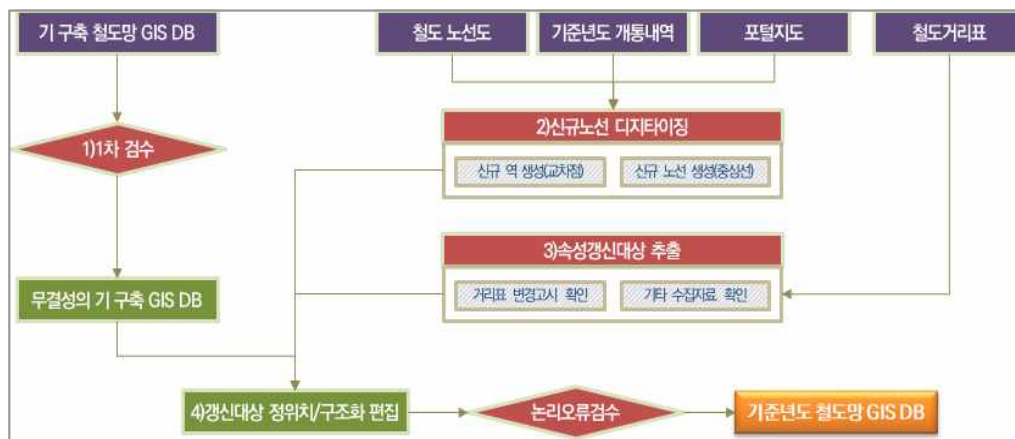 기 구축 철도망 GIS DB
철도 노선도
기준년도 개통내역
포털지도
철도거리표
1)1차 검수
2)신규노선 디지타이징
신규 역 생성(교차점)
신규 노선 생성(중심선)
3)속성갱신대상 추출
거리표 변경고시 확인
기타 수집자료 확인
무결성의 기 구축 GIS DB
4)갱신대상 정위치/구조화 편집
논리오류검수
기준년도 철도망 GIS DB